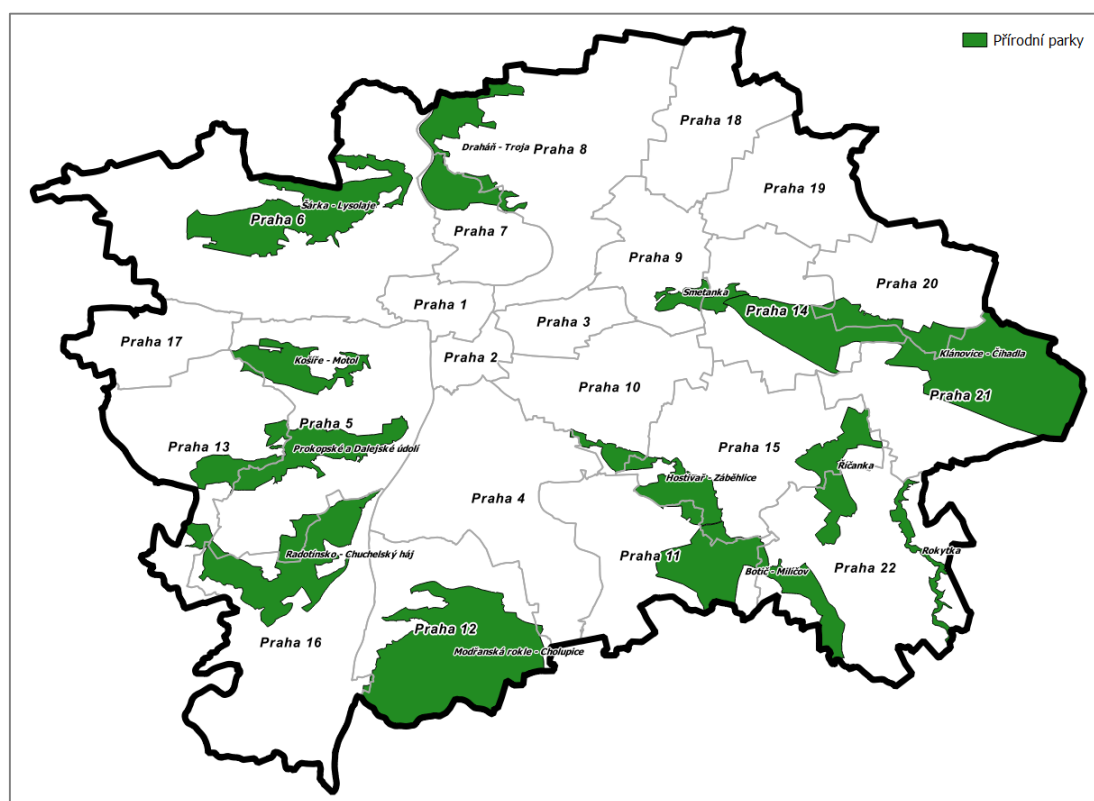 Přírodní parky
Praha 18
Draháň - Troja
Praha 8
Praha 19
Šárka - Lysolaje
Praha 6
Praha 7
Praha 9
Praha 20
Smetanka
Praha 1
Praha 14
Praha 3
Praha 17
Praha 2
Klánovice - Čihadla
Košíře - Motol
Praha 10
Praha 21
Praha 5
Praha 13
Prokopské a Dalejské údolí
Praha 15
Říčanka
Hostivař - Záběhlice
Praha 4
Radotínsko - Chuchelský háj
Praha 11
Rokytka
Botič - Milíčov
Praha 22
Praha 12
Praha 16
Modřanská rokle - Cholupice